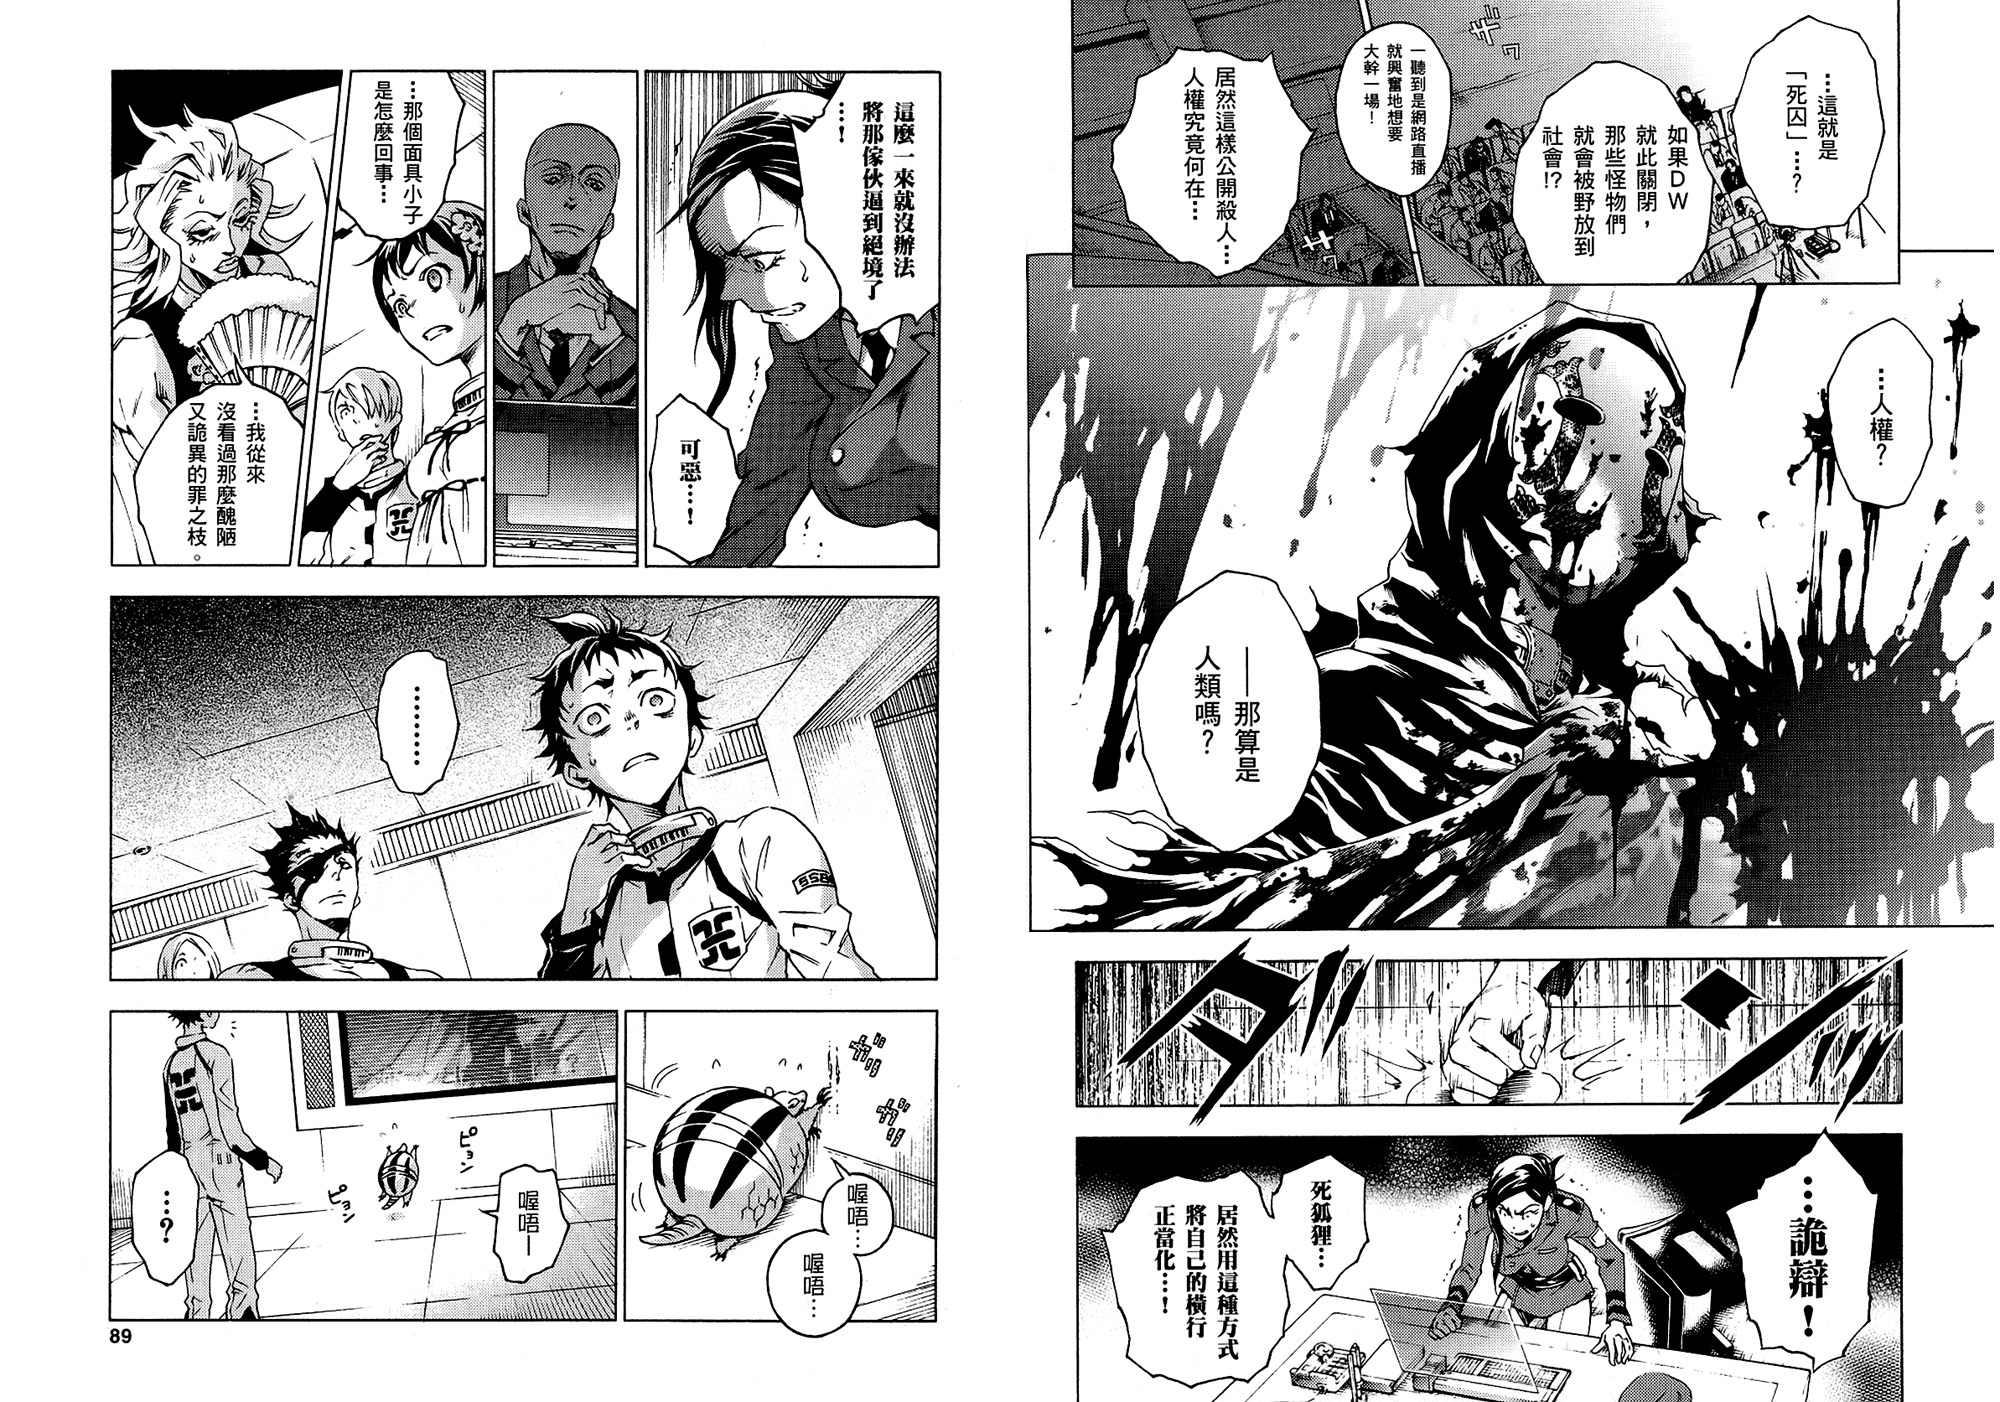 …這就是
「死囚」…?
如果DW
就此關閉，
那些怪物們
就會被野放到
社會!?
ザワ
一聽到是網路直播
就興奮地想要
大幹一場！
居然這樣公開殺人…
人權究竟何在…
ザワ
…人權？
──那算是
人類嗎？
ダンッ
…詭辯！
死狐狸…
居然用這種方式
將自己的橫行
正當化…！
這麼一來就沒辦法
將那傢伙逼到絕境了
…！
可惡…！
…那個面具小子
是怎麼回事…
…我從來
沒看過那麼醜陋
又詭異的罪之枝。
………
喔唔…
喔唔…
喔唔─
ピョン
ピョン
…？
89